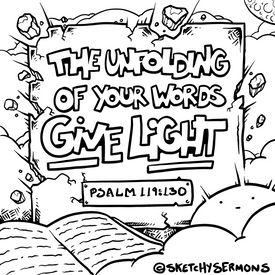 THE UNFOLDING
OF YOUR WORDS
GIVE LIGHT
PSALM 119:130
@SKETCHYSERMONS